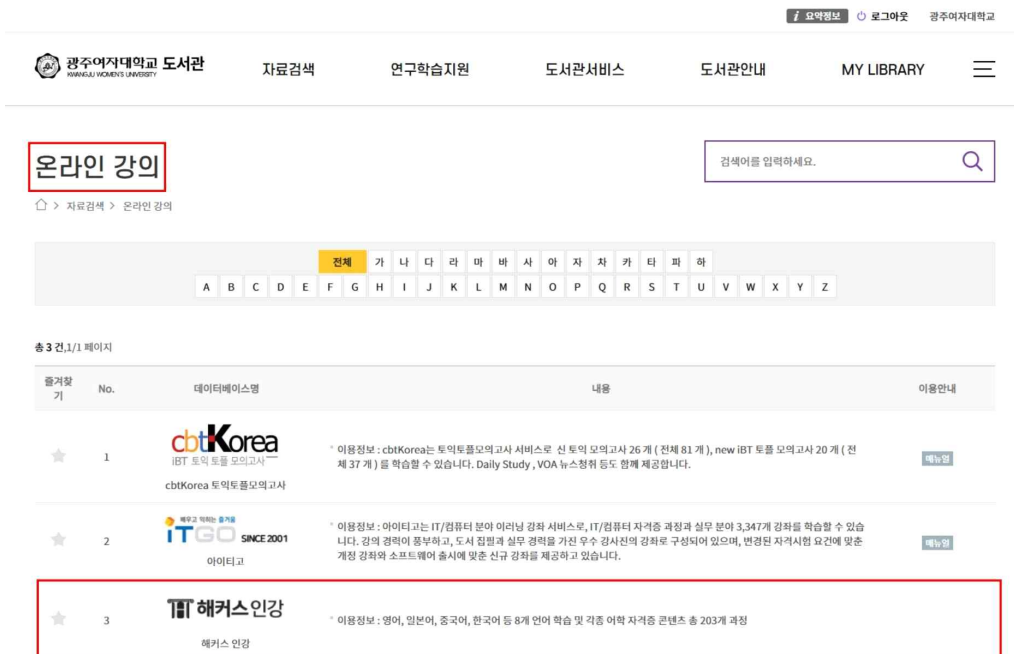 i 요약정보 로그아웃 광주여자대학교
광주여자대학교 도서관
KWANGJU WOMEN'S UNIVERSITY
자료검색 연구학습지원 도서관서비스 도서관안내 MY LIBRARY
온라인 강의
검색어를 입력하세요.
> 자료검색 > 온라인 강의
전체 가 나 다 라 마 바 사 아 자 차 카 타 파 하
A B C D E F G H I J K L M N O P Q R S T U V W X Y Z
총 3 건,1/1 페이지
즐겨찾
기
No. 데이터베이스명 내용 이용안내
1
cbtKorea
iBT 토익 토플 모의고사
cbtKorea 토익토플모의고사
이용정보 : cbtKorea는 토익토플모의고사 서비스로 신 토익 모의고사 26 개 ( 전체 81 개 ), new iBT 토플 모의고사 20 개 ( 전
체 37 개 ) 를 학습할 수 있습니다. Daily Study , VOA 뉴스청취 등도 함께 제공합니다.
매뉴얼
2
배우고 익히는 즐거움
iTGO SINCE 2001
아이티고
이용정보 : 아이티고는 IT/컴퓨터 분야 이러닝 강좌 서비스로, IT/컴퓨터 자격증 과정과 실무 분야 3,347개 강좌를 학습할 수 있습
니다. 강의 경력이 풍부하고, 도서 집필과 실무 경력을 가진 우수 강사진의 강좌로 구성되어 있으며, 변경된 자격시험 요건에 맞춘
개정 강좌와 소프트웨어 출시에 맞춘 신규 강좌를 제공하고 있습니다.
매뉴얼
3
해커스인강
해커스 인강
이용정보 : 영어, 일본어, 중국어, 한국어 등 8개 언어 학습 및 각종 어학 자격증 콘텐츠 총 203개 과정